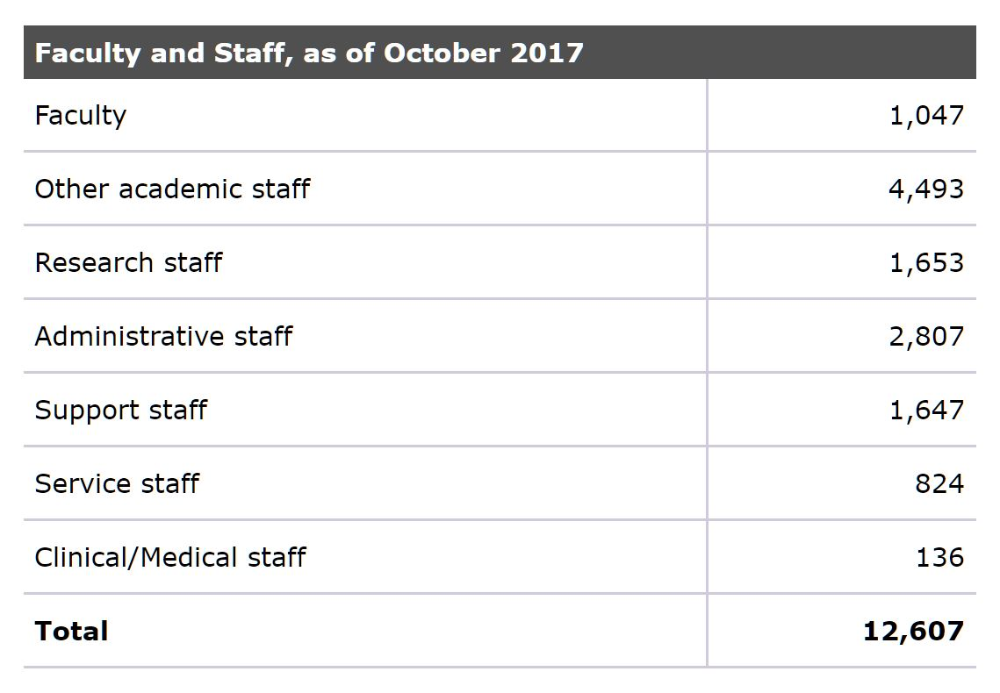 Faculty and Staff, as of October 2017
Faculty 1,047
Other academic staff 4,493
Research staff 1,653
Administrative staff 2,807
Support staff 1,647
Service staff 824
Clinical/Medical staff 136
Total 12,607